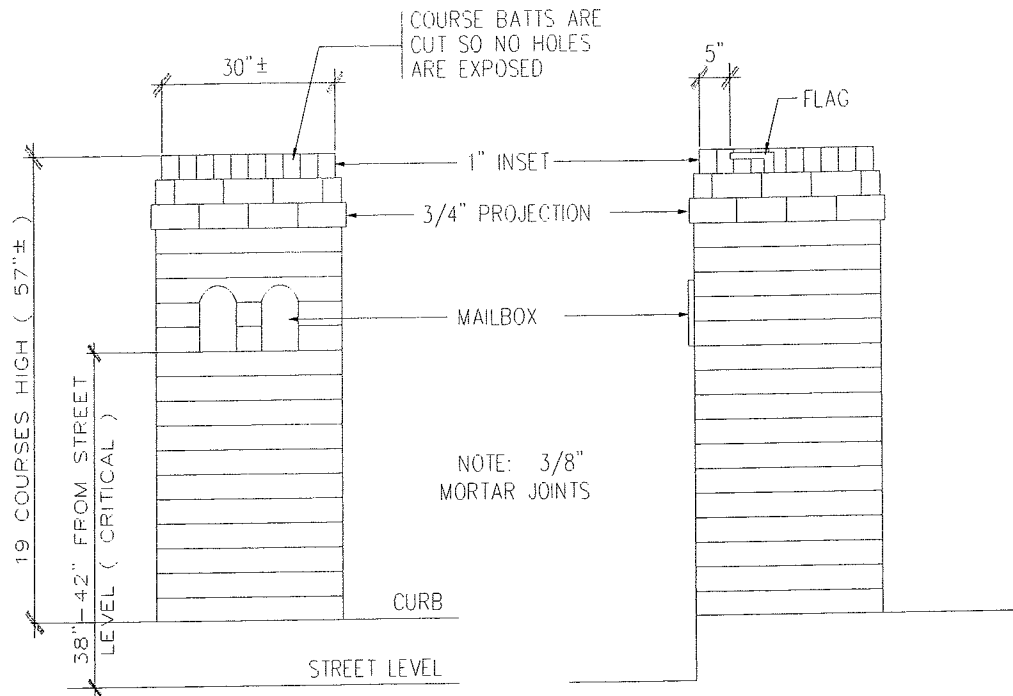 COURSE BATTS ARE
CUT SO NO HOLES
ARE EXPOSED
30"±
5"
FLAG
1" INSET
3/4" PROJECTION
MAILBOX
19 COURSES HIGH ( 57"± )
38"–42" FROM STREET
LEVEL ( CRITICAL )
NOTE: 3/8"
MORTAR JOINTS
CURB
STREET LEVEL